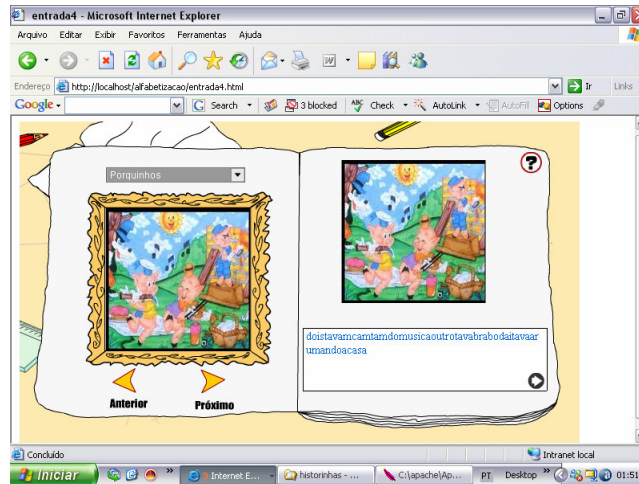 entrada4 - Microsoft Internet Explorer
Arquivo Editar Exibir Favoritos Ferramentas Ajuda
Endereço http://localhost/alfabetizacao/entrada4.html Ir Links
Google Search 3 blocked ABC Check AutoLink AutoFill Options
Porquinhos
?
doistavamcamtamdomusicaoutrotavabrabodaitavaar
umandoacasa
Anterior Próximo
Concluído Intranet local
Iniciar » 3 Internet E... historinhas - ... C:\apache\Ap... PT Desktop » 01:51